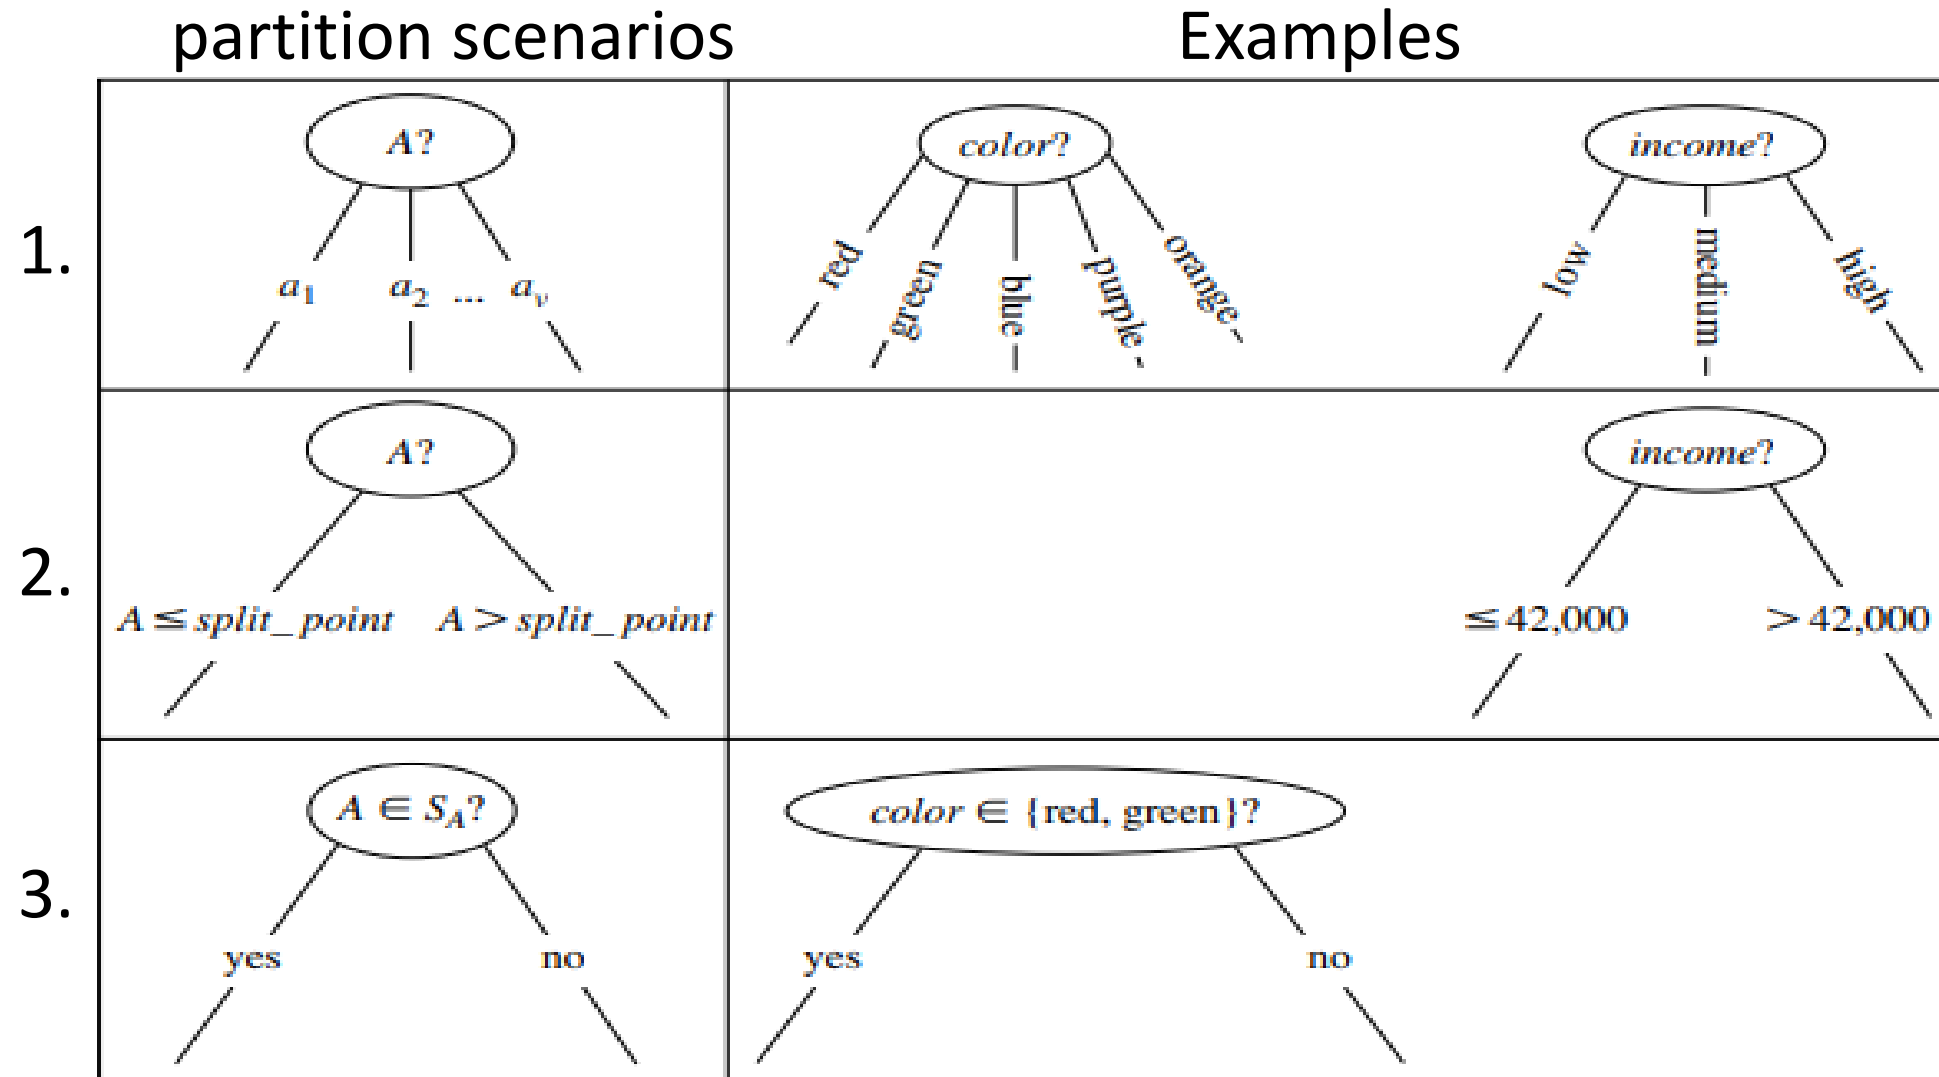 partition scenarios Examples
1.
A? color? income?
a₁ a₂ ... aᵥ red green blue purple orange low medium high
2.
A? income?
A ≤ split_point A > split_point ≤ 42,000 > 42,000
3.
A ∈ S_A? color ∈ {red, green}?
yes no yes no